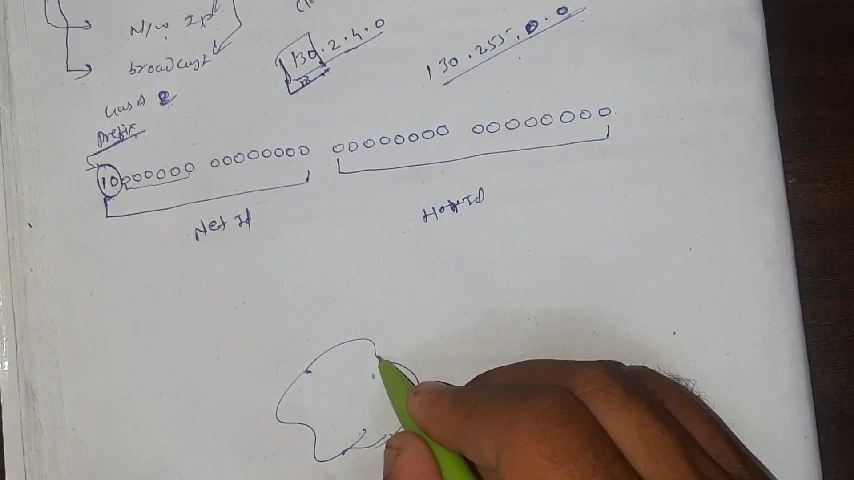 N/w Ip
broadcast
130.2.4.0
130.255.0.0
Class B
prefix
10000000 00000000 00000000 00000000
Net Id
Host Id